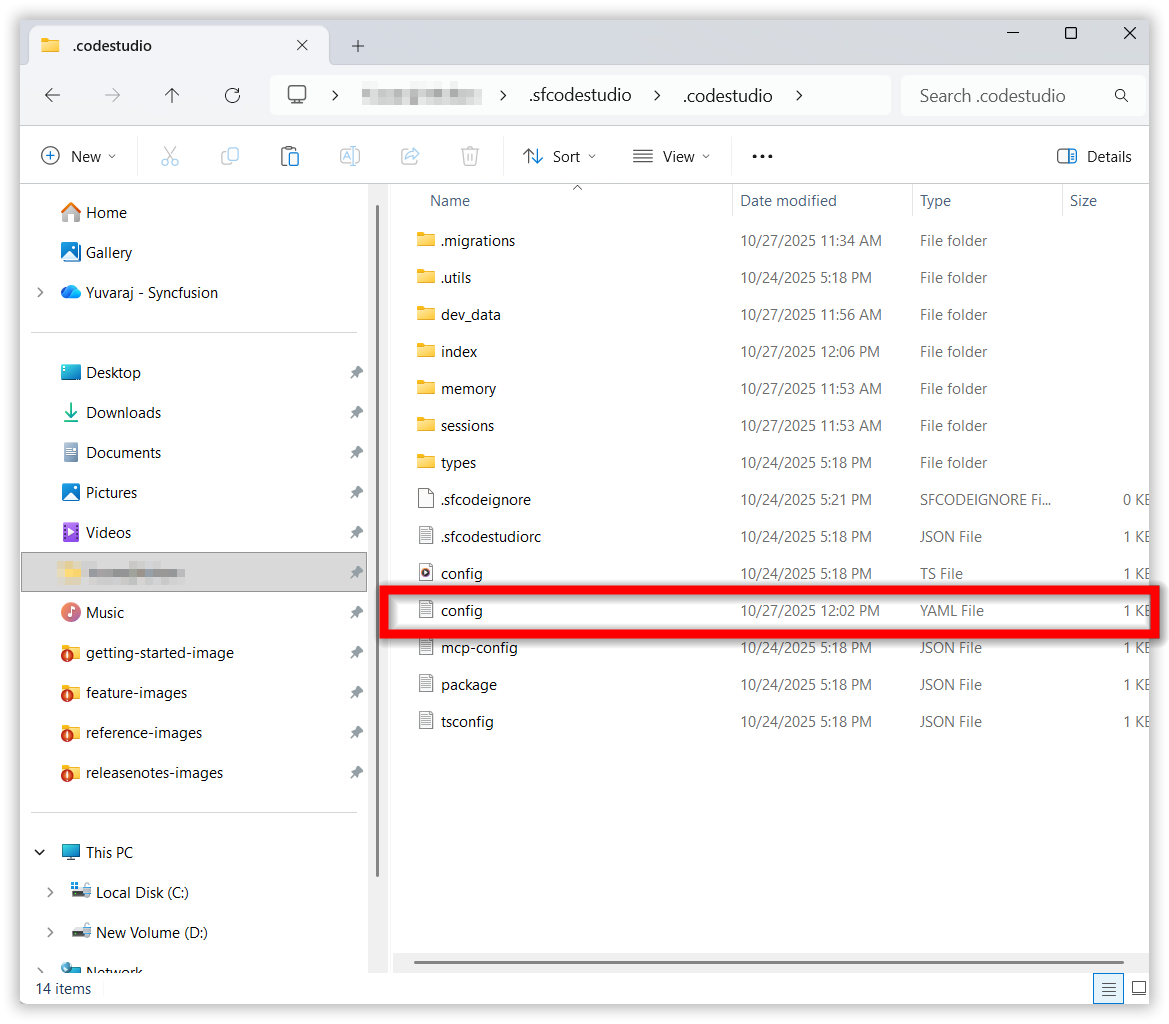 .codestudio
.sfcodestudio
.codestudio
Search .codestudio
New
Sort
View
Details
Home
Gallery
Yuvaraj - Syncfusion
Desktop
Downloads
Documents
Pictures
Videos
Music
getting-started-image
feature-images
reference-images
releasenotes-images
This PC
Local Disk (C:)
New Volume (D:)
Network
Name Date modified Type Size
.migrations 10/27/2025 11:34 AM File folder
.utils 10/24/2025 5:18 PM File folder
dev_data 10/27/2025 11:56 AM File folder
index 10/27/2025 12:06 PM File folder
memory 10/27/2025 11:53 AM File folder
sessions 10/27/2025 11:53 AM File folder
types 10/24/2025 5:18 PM File folder
.sfcodeignore 10/24/2025 5:21 PM SFCODEIGNORE Fi... 0 KB
.sfcodestudiorc 10/24/2025 5:18 PM JSON File 1 KB
config 10/24/2025 5:18 PM TS File 1 KB
config 10/27/2025 12:02 PM YAML File 1 KB
mcp-config 10/24/2025 5:18 PM JSON File 1 KB
package 10/24/2025 5:18 PM JSON File 1 KB
tsconfig 10/24/2025 5:18 PM JSON File 1 KB
14 items